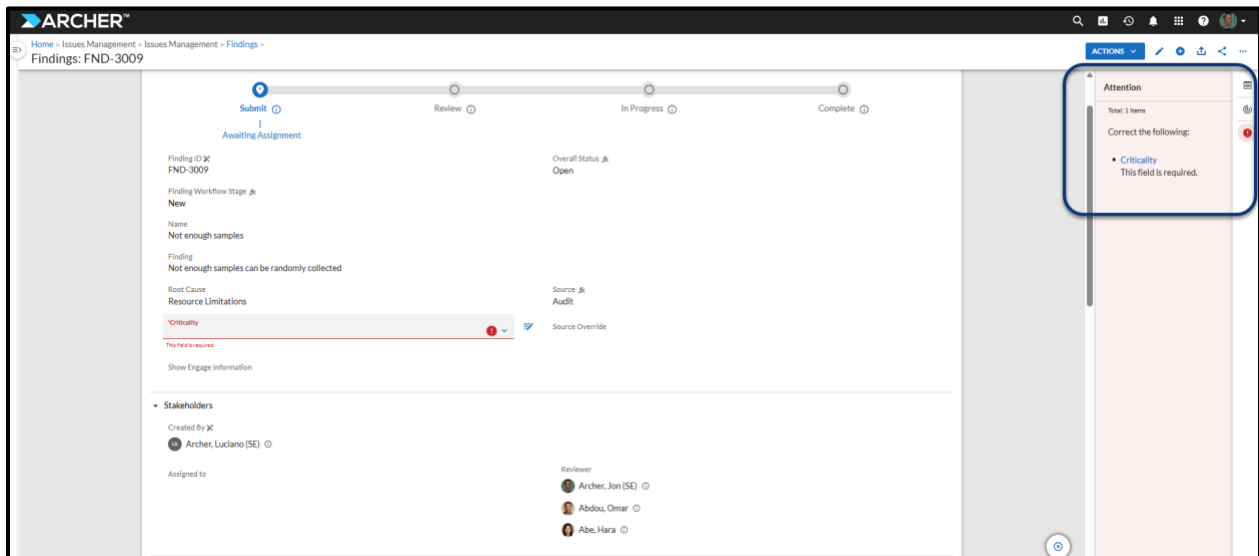 ARCHER™
Home > Issues Management > Issues Management > Findings >
Findings: FND-3009
ACTIONS
Submit
Review
In Progress
Complete
Awaiting Assignment
Finding ID
FND-3009
Overall Status
Open
Finding Workflow Stage
New
Name
Not enough samples
Finding
Not enough samples can be randomly collected
Root Cause
Resource Limitations
Source
Audit
*Criticality
This field is required.
Source Override
Show Engage Information
Stakeholders
Created By
LA Archer, Luciano (SE)
Assigned to
Reviewer
Archer, Jon (SE)
Abdou, Omar
Abe, Hara
Attention
Total: 1 Items
Correct the following:
• Criticality
This field is required.